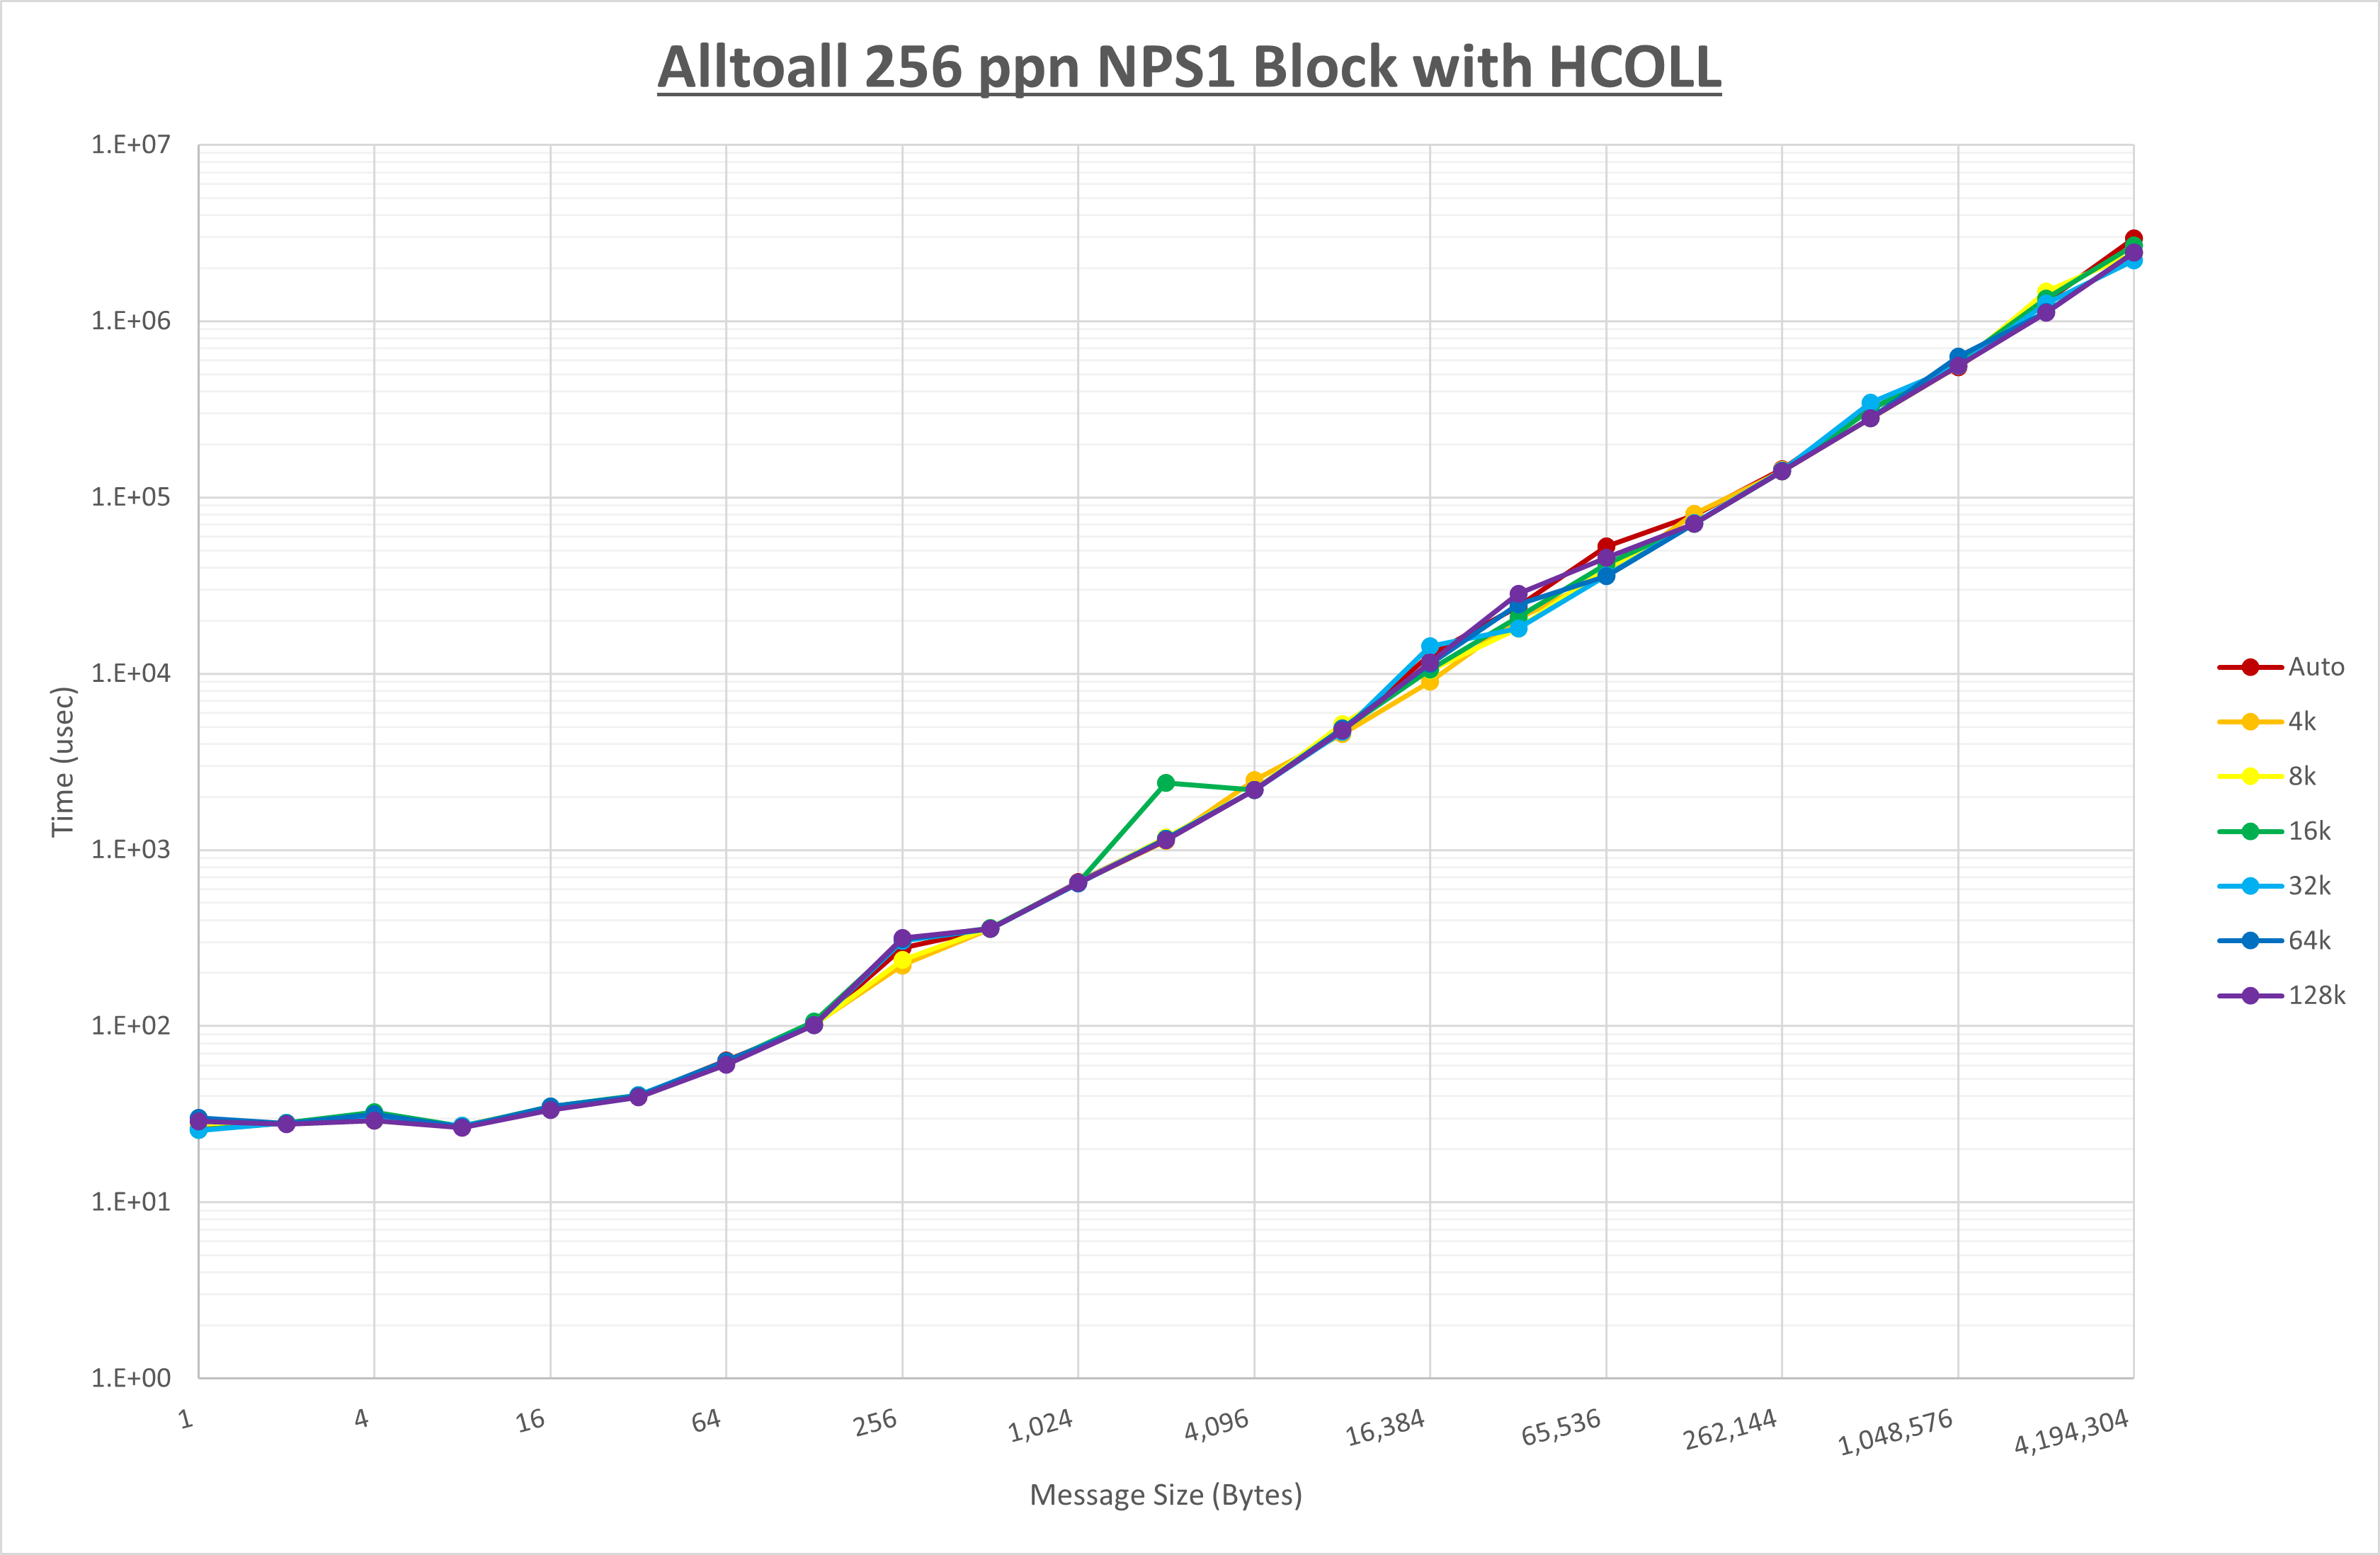 Alltoall 256 ppn NPS1 Block with HCOLL
1.E+07
1.E+06
1.E+05
1.E+04
1.E+03
1.E+02
1.E+01
1.E+00
Time (usec)
1
4
16
64
256
1,024
4,096
16,384
65,536
262,144
1,048,576
4,194,304
Message Size (Bytes)
Auto
4k
8k
16k
32k
64k
128k